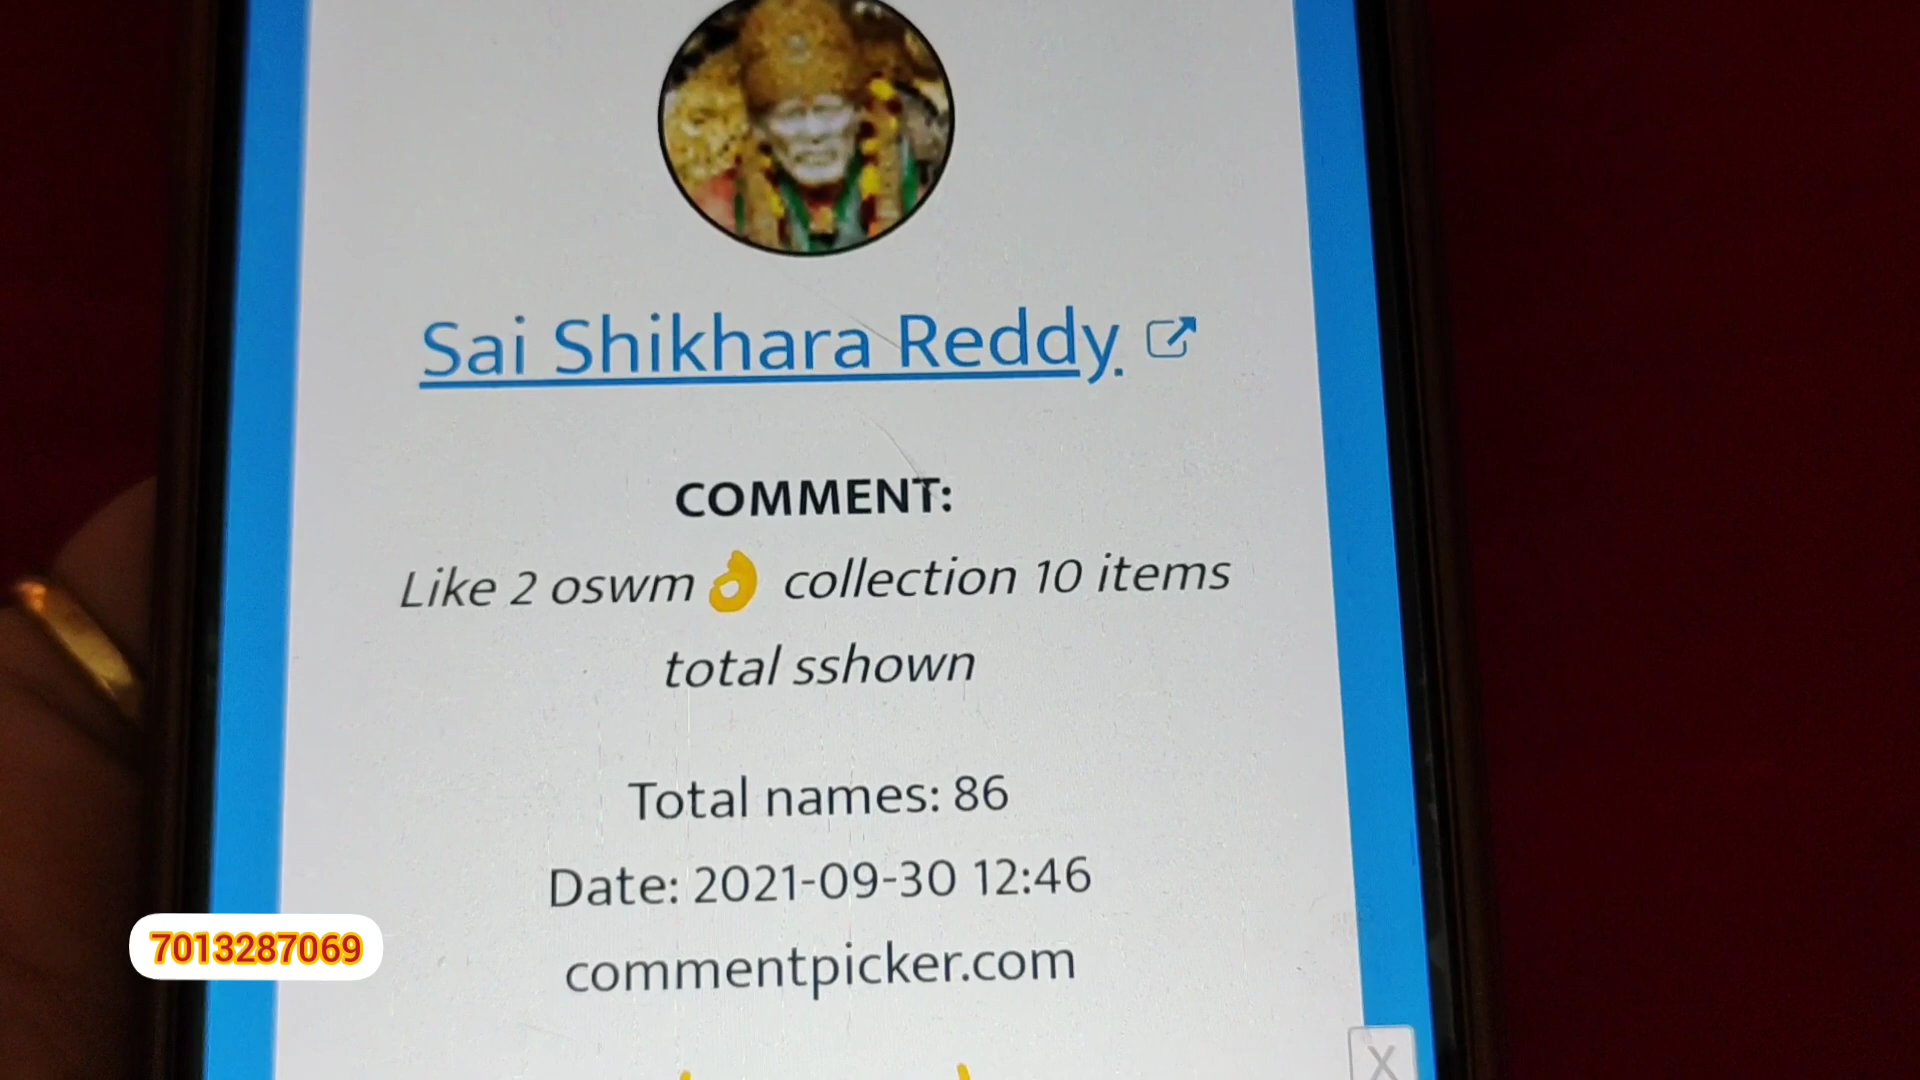 Sai Shikhara Reddy
COMMENT:
Like 2 oswm👌 collection 10 items
total sshown
Total names: 86
Date: 2021-09-30 12:46
7013287069
commentpicker.com
X